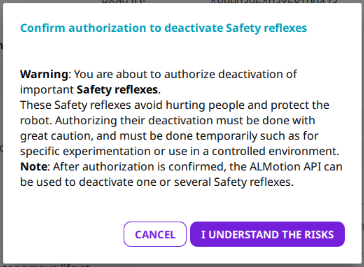 Confirm authorization to deactivate Safety reflexes
Warning: You are about to authorize deactivation of
important Safety reflexes.
These Safety reflexes avoid hurting people and protect the
robot. Authorizing their deactivation must be done with
great caution, and must be done temporarily such as for
specific experimentation or use in a controlled environment.
Note: After authorization is confirmed, the ALMotion API can
be used to deactivate one or several Safety reflexes.
CANCEL
I UNDERSTAND THE RISKS